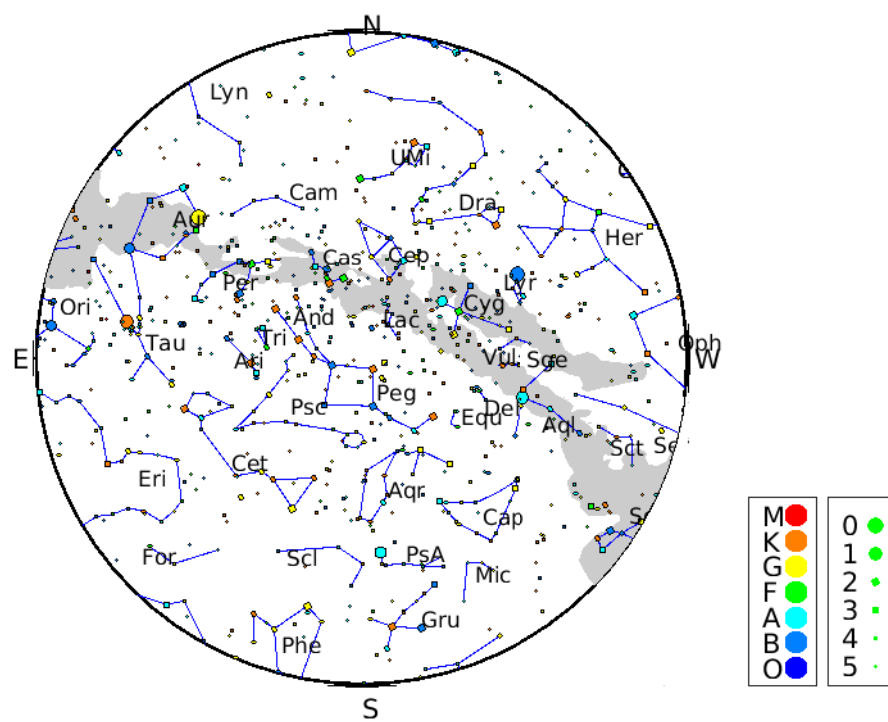 N
Lyn
UMi
Cam
Dra
Aur
Her
Cas
Cep
Per
Lyr
Ori
And
Cyg
Lac
Tri
Tau
Oph
E
Ari
Vul
Sge
W
Psc
Peg
Del
Equ
Aql
Sct
Se
Cet
Eri
Aqr
Cap
S
For
Scl
PsA
Mic
Gru
Phe
S
M
K
G
F
A
B
O
0
1
2
3
4
5